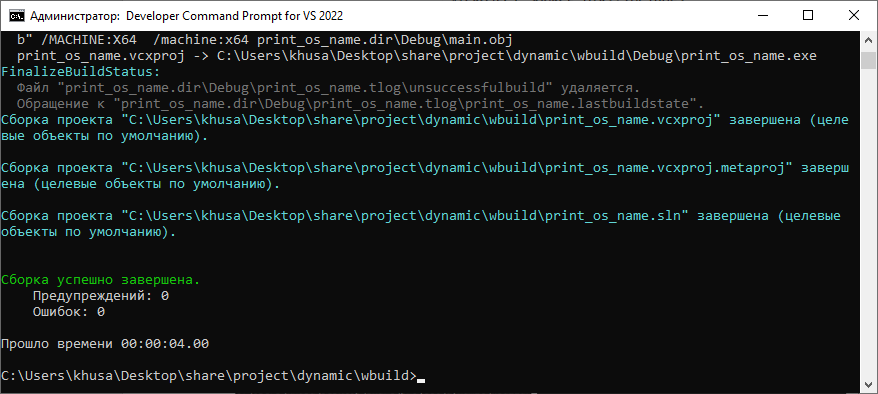 Администратор: Developer Command Prompt for VS 2022
b" /MACHINE:X64  /machine:x64 print_os_name.dir\Debug\main.obj
print_os_name.vcxproj -> C:\Users\khusa\Desktop\share\project\dynamic\wbuild\Debug\print_os_name.exe
FinalizeBuildStatus:
Файл "print_os_name.dir\Debug\print_os_name.tlog\unsuccessfulbuild" удаляется.
Обращение к "print_os_name.dir\Debug\print_os_name.tlog\print_os_name.lastbuildstate".
Сборка проекта "C:\Users\khusa\Desktop\share\project\dynamic\wbuild\print_os_name.vcxproj" завершена (целе
вые объекты по умолчанию).
Сборка проекта "C:\Users\khusa\Desktop\share\project\dynamic\wbuild\print_os_name.vcxproj.metaproj" заверш
ена (целевые объекты по умолчанию).
Сборка проекта "C:\Users\khusa\Desktop\share\project\dynamic\wbuild\print_os_name.sln" завершена (целевые
объекты по умолчанию).
Сборка успешно завершена.
Предупреждений: 0
Ошибок: 0
Прошло времени 00:00:04.00
C:\Users\khusa\Desktop\share\project\dynamic\wbuild>